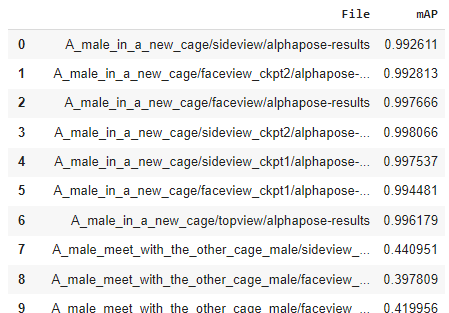 File mAP
0 A_male_in_a_new_cage/sideview/alphapose-results 0.992611
1 A_male_in_a_new_cage/faceview_ckpt2/alphapose-... 0.992813
2 A_male_in_a_new_cage/faceview/alphapose-results 0.997666
3 A_male_in_a_new_cage/sideview_ckpt2/alphapose-... 0.998066
4 A_male_in_a_new_cage/sideview_ckpt1/alphapose-... 0.997537
5 A_male_in_a_new_cage/faceview_ckpt1/alphapose-... 0.994481
6 A_male_in_a_new_cage/topview/alphapose-results 0.996179
7 A_male_meet_with_the_other_cage_male/sideview_... 0.440951
8 A_male_meet_with_the_other_cage_male/faceview_... 0.397809
9 A_male_meet_with_the_other_cage_male/faceview_... 0.419956